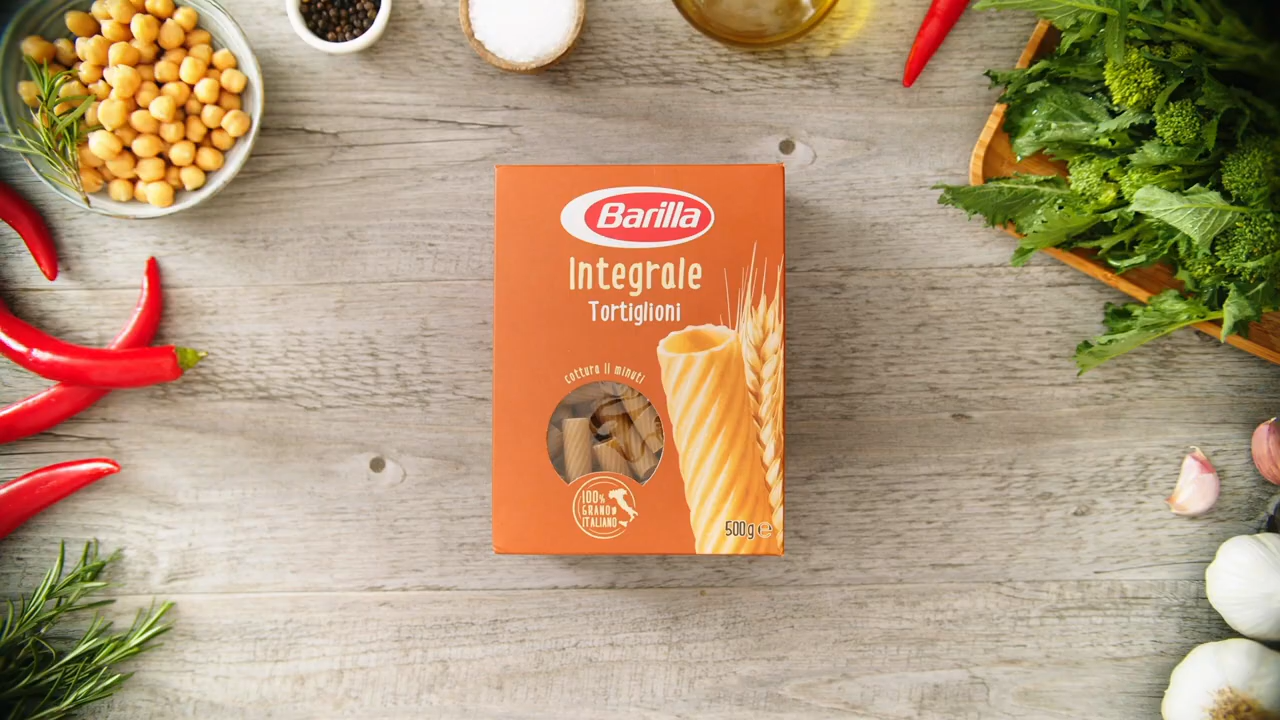 Barilla
Integrale
Tortiglioni
cottura 11 minuti
100%
GRANO
ITALIANO
500g e